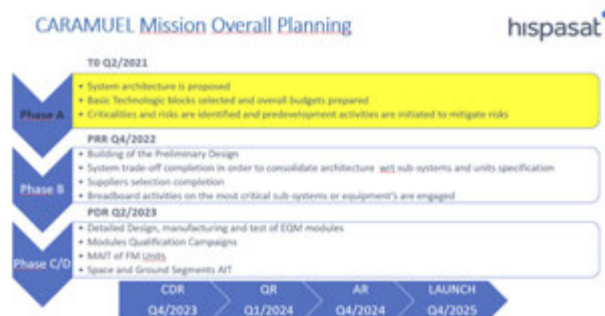 CARAMUEL Mission Overall Planning
hispasat
T0 Q2/2021
Phase A
• System architecture is proposed
• Basic Technologic blocks selected and overall budgets prepared
• Criticalities and risks are identified and predevelopment activities are initiated to mitigate risks
PRR Q4/2022
Phase B
• Building of the Preliminary Design
• System trade-off completion in order to consolidate architecture wrt sub-systems and units specification
• Suppliers selection completion
• Breadboard activities on the most critical sub-systems or equipment's are engaged
PDR Q2/2023
Phase C/D
• Detailed Design, manufacturing and test of EQM modules
• Modules Qualification Campaigns
• MAIT of FM Units
• Space and Ground Segments AIT
CDR QR AR LAUNCH
Q4/2023 Q1/2024 Q4/2024 Q4/2025